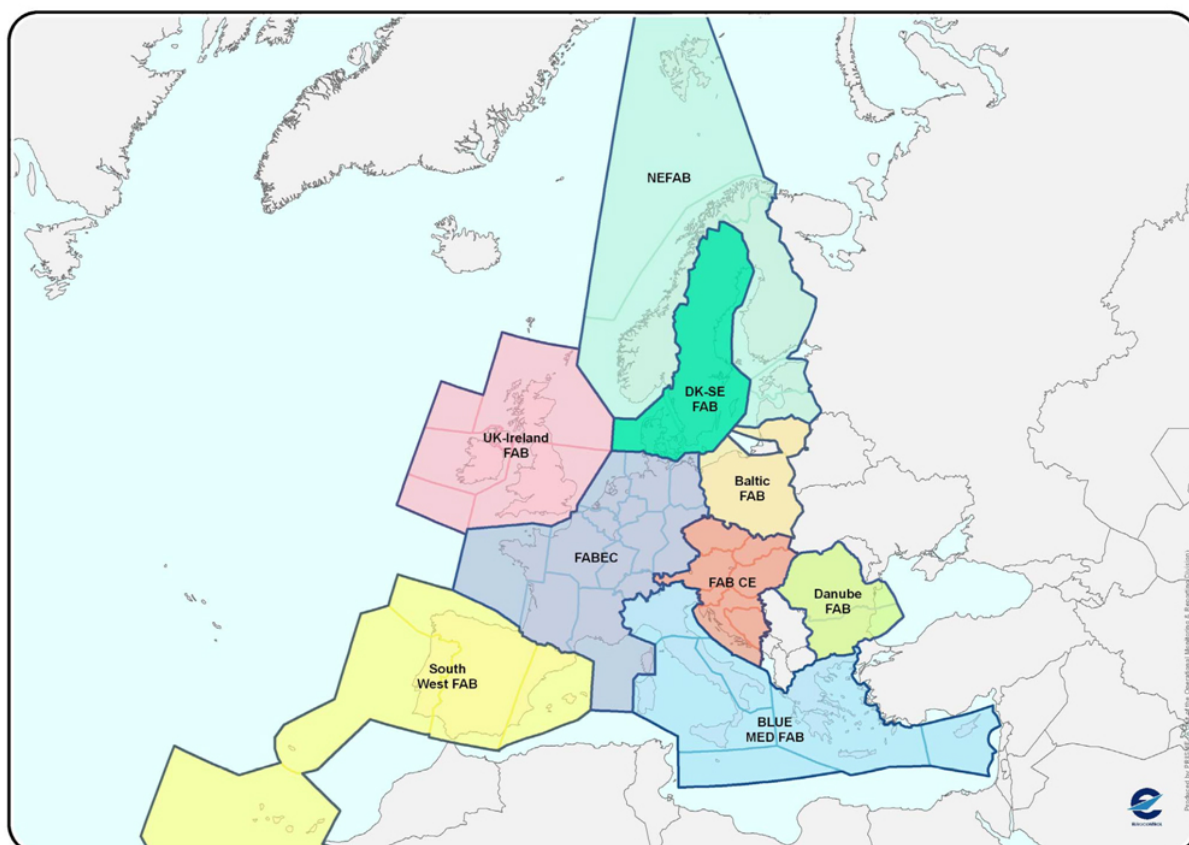 NEFAB
DK-SE
FAB
UK-Ireland
FAB
Baltic
FAB
FABEC
FAB CE
Danube
FAB
South
West FAB
BLUE
MED FAB
EUROCONTROL